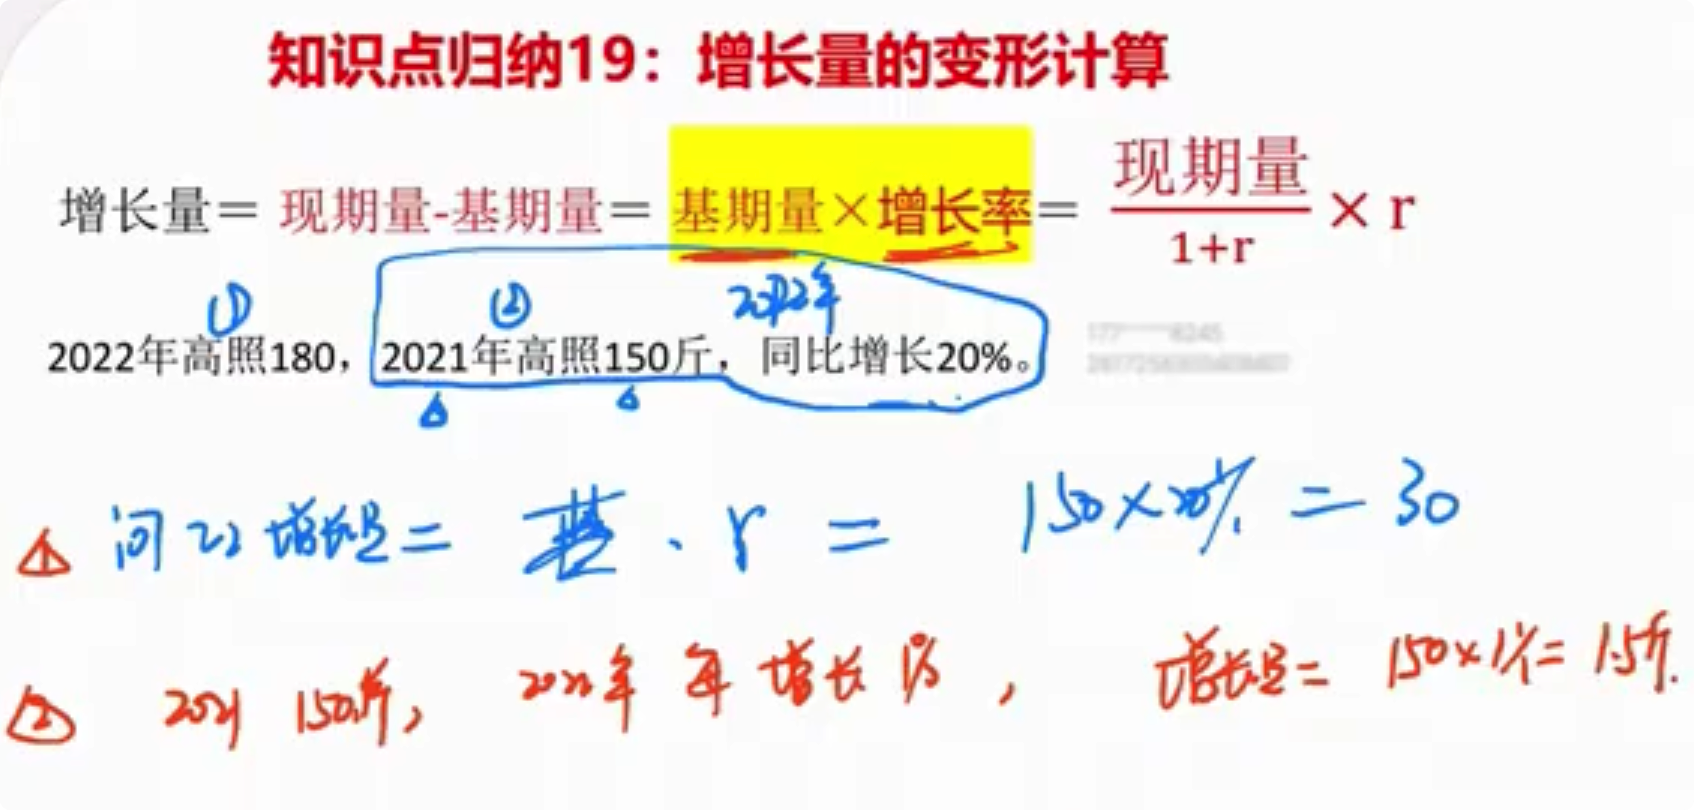 知识点归纳19：增长量的变形计算
增长量＝ 现期量-基期量＝ 基期量×增长率＝ 现期量/1+r × r
① ② 2022年
2022年高照180，2021年高照150斤，同比增长20%。
① 问22增长量＝ 基·r ＝ 150×20%＝30
② 2021 150斤，2022年 年增长1%， 增长量＝ 150×1%＝1.5斤.